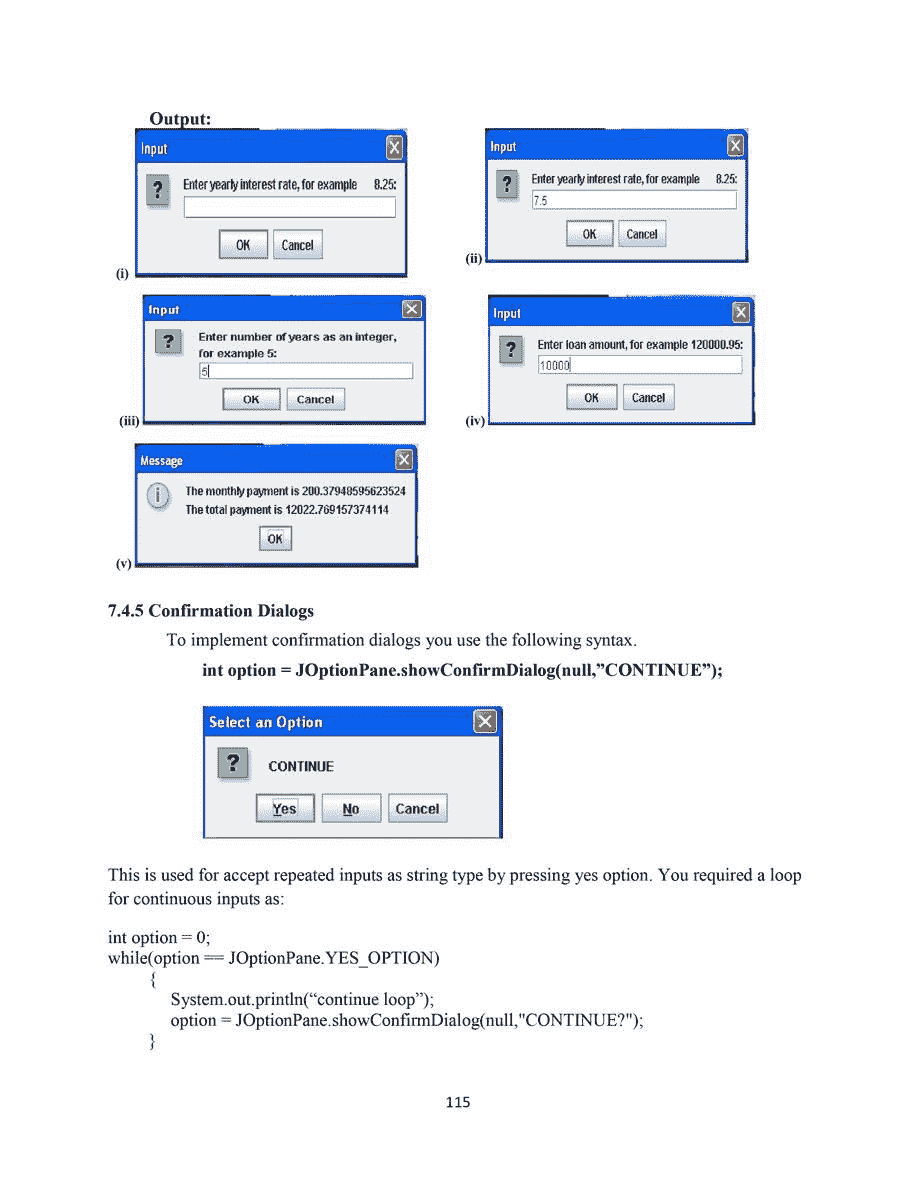 Output:
Input
Enter yearly interest rate, for example 8.25:
OK Cancel
(i)
Input
Enter yearly interest rate, for example 8.25:
7.5
OK Cancel
(ii)
Input
Enter number of years as an integer,
for example 5:
5
OK Cancel
(iii)
Input
Enter loan amount, for example 120000.95:
10000
OK Cancel
(iv)
Message
The monthly payment is 200.37948595623524
The total payment is 12022.769157374114
OK
(v)
7.4.5 Confirmation Dialogs
To implement confirmation dialogs you use the following syntax.
int option = JOptionPane.showConfirmDialog(null,”CONTINUE”);
Select an Option
CONTINUE
Yes No Cancel
This is used for accept repeated inputs as string type by pressing yes option. You required a loop
for continuous inputs as:
int option = 0;
while(option == JOptionPane.YES_OPTION)
{
System.out.println(“continue loop”);
option = JOptionPane.showConfirmDialog(null,"CONTINUE?");
}
115